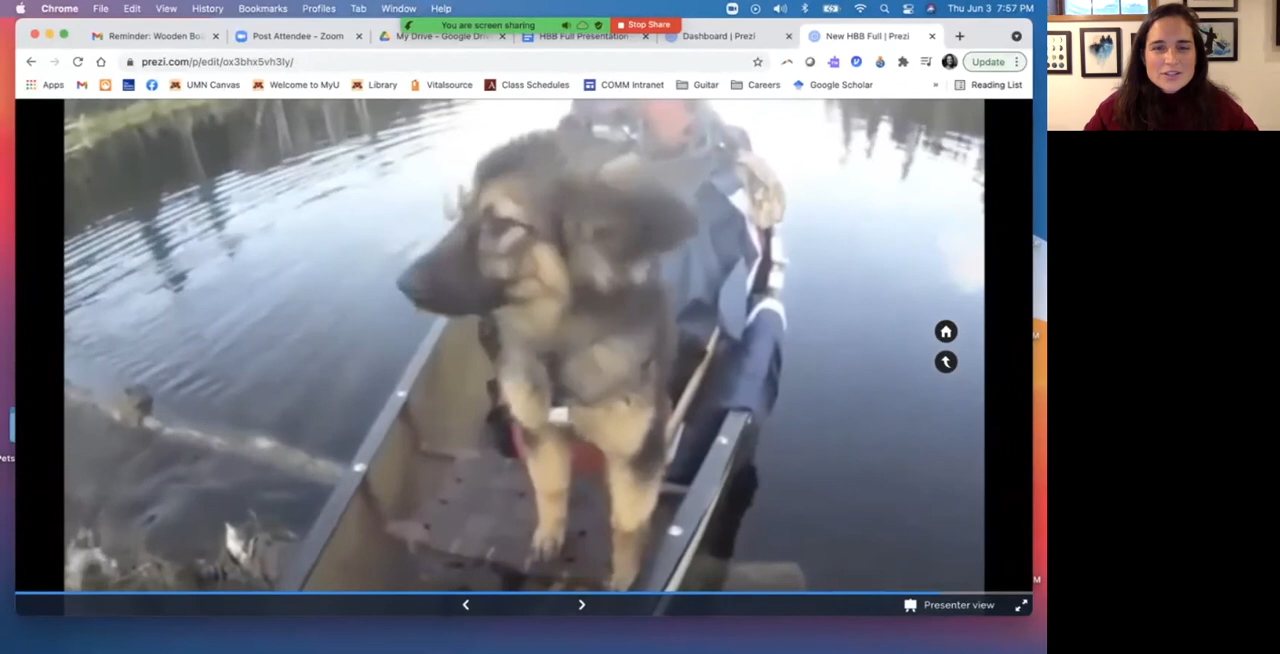 Chrome File Edit View History Bookmarks Profiles Tab Window Help Thu Jun 3 7:57 PM
You are screen sharing Stop Share
Reminder: Wooden Bo Post Attendee - Zoom My Drive - Google Dri HBB Full Presentation Dashboard | Prezi New HBB Full | Prezi
prezi.com/p/edit/ox3bhx5vh3ly/ Update
Apps UMN Canvas Welcome to MyU Library Vitalsource Class Schedules COMM Intranet Guitar Careers Google Scholar » Reading List
M
Pets
M
Presenter view